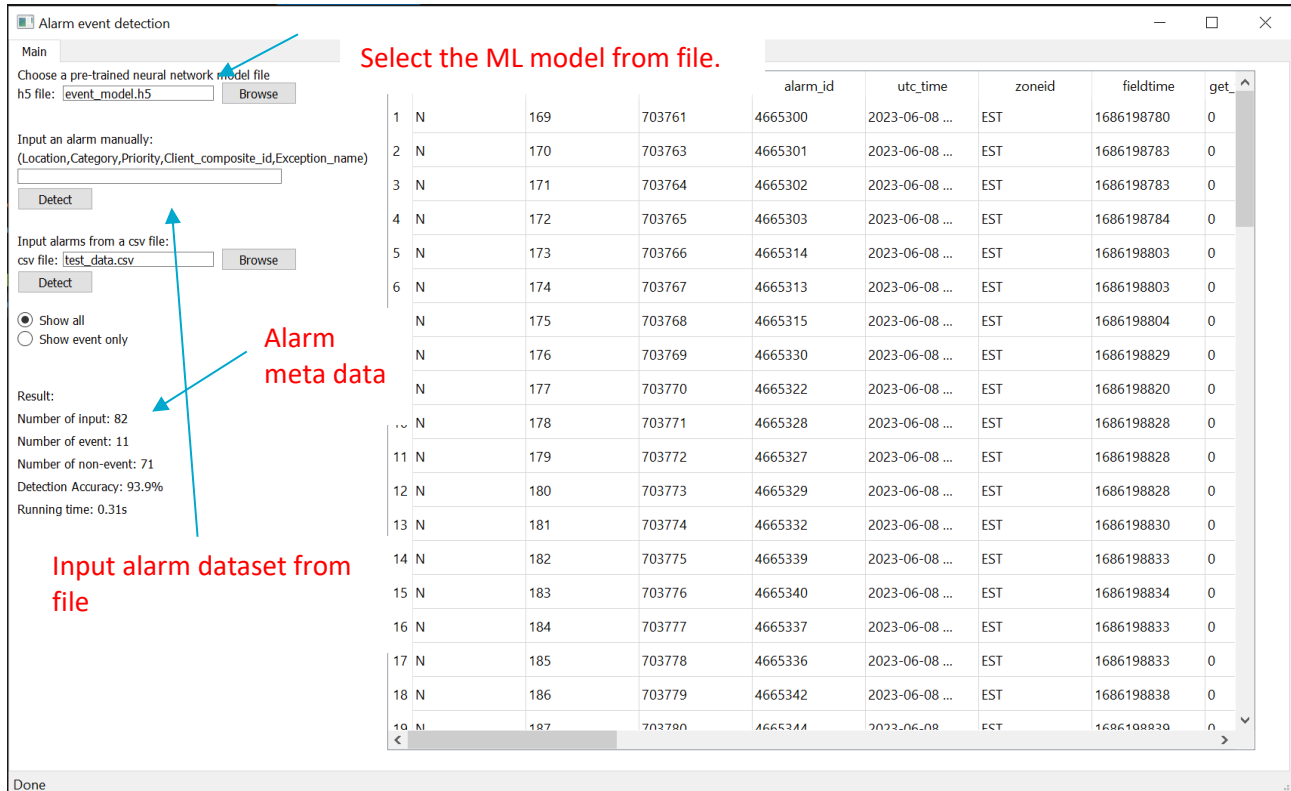 Alarm event detection
Main
Select the ML model from file.
Choose a pre-trained neural network model file
h5 file: event_model.h5 Browse
Input an alarm manually:
(Location,Category,Priority,Client_composite_id,Exception_name)
Detect
Input alarms from a csv file:
csv file: test_data.csv Browse
Detect
Show all
Show event only
Alarm
meta data
Result:
Number of input: 82
Number of event: 11
Number of non-event: 71
Detection Accuracy: 93.9%
Running time: 0.31s
Input alarm dataset from
file
alarm_id utc_time zoneid fieldtime get_
1 N 169 703761 4665300 2023-06-08 ... EST 1686198780 0
2 N 170 703763 4665301 2023-06-08 ... EST 1686198783 0
3 N 171 703764 4665302 2023-06-08 ... EST 1686198783 0
4 N 172 703765 4665303 2023-06-08 ... EST 1686198784 0
5 N 173 703766 4665314 2023-06-08 ... EST 1686198803 0
6 N 174 703767 4665313 2023-06-08 ... EST 1686198803 0
N 175 703768 4665315 2023-06-08 ... EST 1686198804 0
N 176 703769 4665330 2023-06-08 ... EST 1686198829 0
N 177 703770 4665322 2023-06-08 ... EST 1686198820 0
N 178 703771 4665328 2023-06-08 ... EST 1686198828 0
11 N 179 703772 4665327 2023-06-08 ... EST 1686198828 0
12 N 180 703773 4665329 2023-06-08 ... EST 1686198828 0
13 N 181 703774 4665332 2023-06-08 ... EST 1686198830 0
14 N 182 703775 4665339 2023-06-08 ... EST 1686198833 0
15 N 183 703776 4665340 2023-06-08 ... EST 1686198834 0
16 N 184 703777 4665337 2023-06-08 ... EST 1686198833 0
17 N 185 703778 4665336 2023-06-08 ... EST 1686198833 0
18 N 186 703779 4665342 2023-06-08 ... EST 1686198838 0
19 N 187 703780 4665344 2023-06-08 EST 1686198839 0
Done